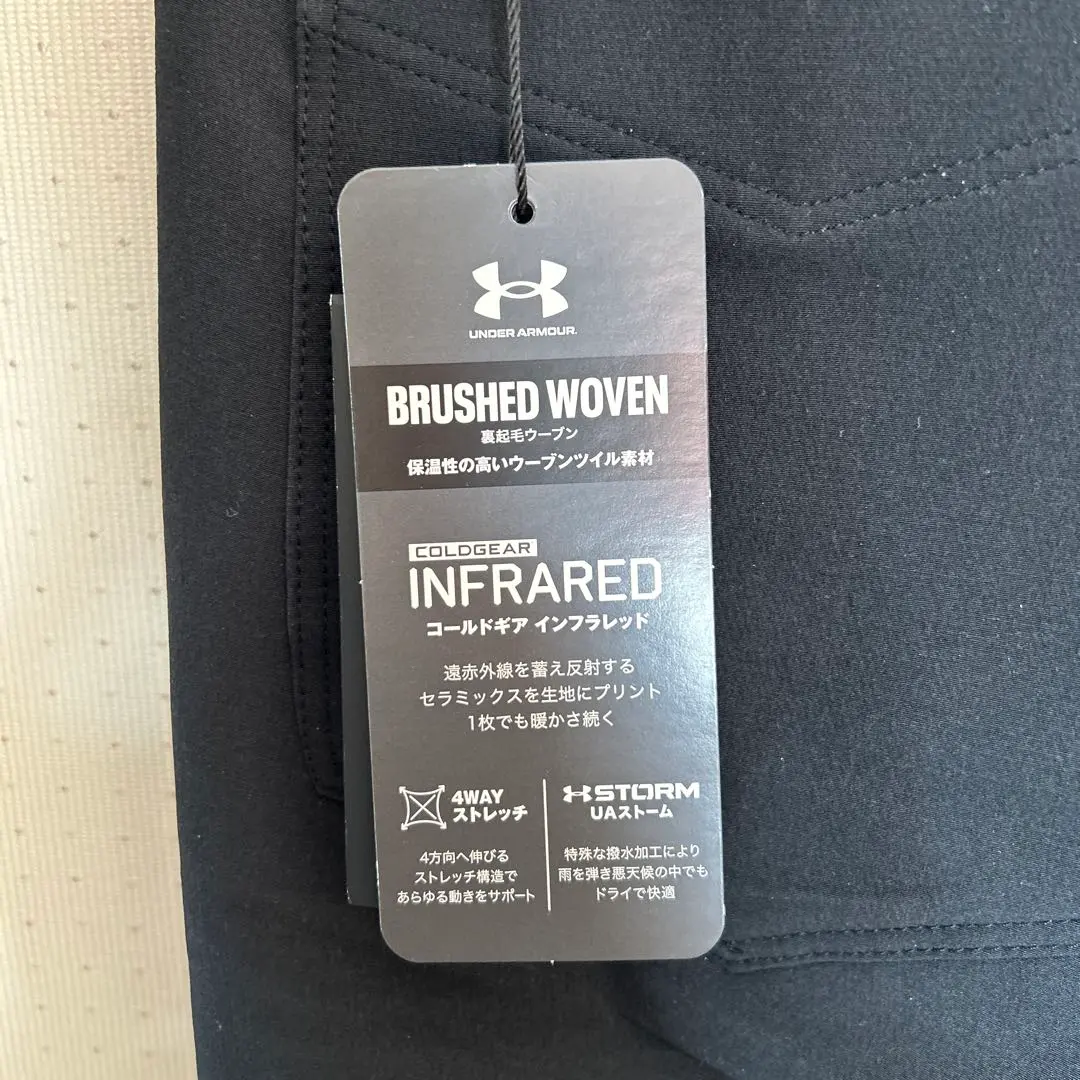 UNDER ARMOUR.
BRUSHED WOVEN
裏起毛ウーブン
保温性の高いウーブンツイル素材
COLDGEAR
INFRARED
コールドギア インフラレッド
遠赤外線を蓄え反射する
セラミックスを生地にプリント
1枚でも暖かさ続く
4WAY
ストレッチ
4方向へ伸びる
ストレッチ構造で
あらゆる動きをサポート
STORM
UAストーム
特殊な撥水加工により
雨を弾き悪天候の中でも
ドライで快適